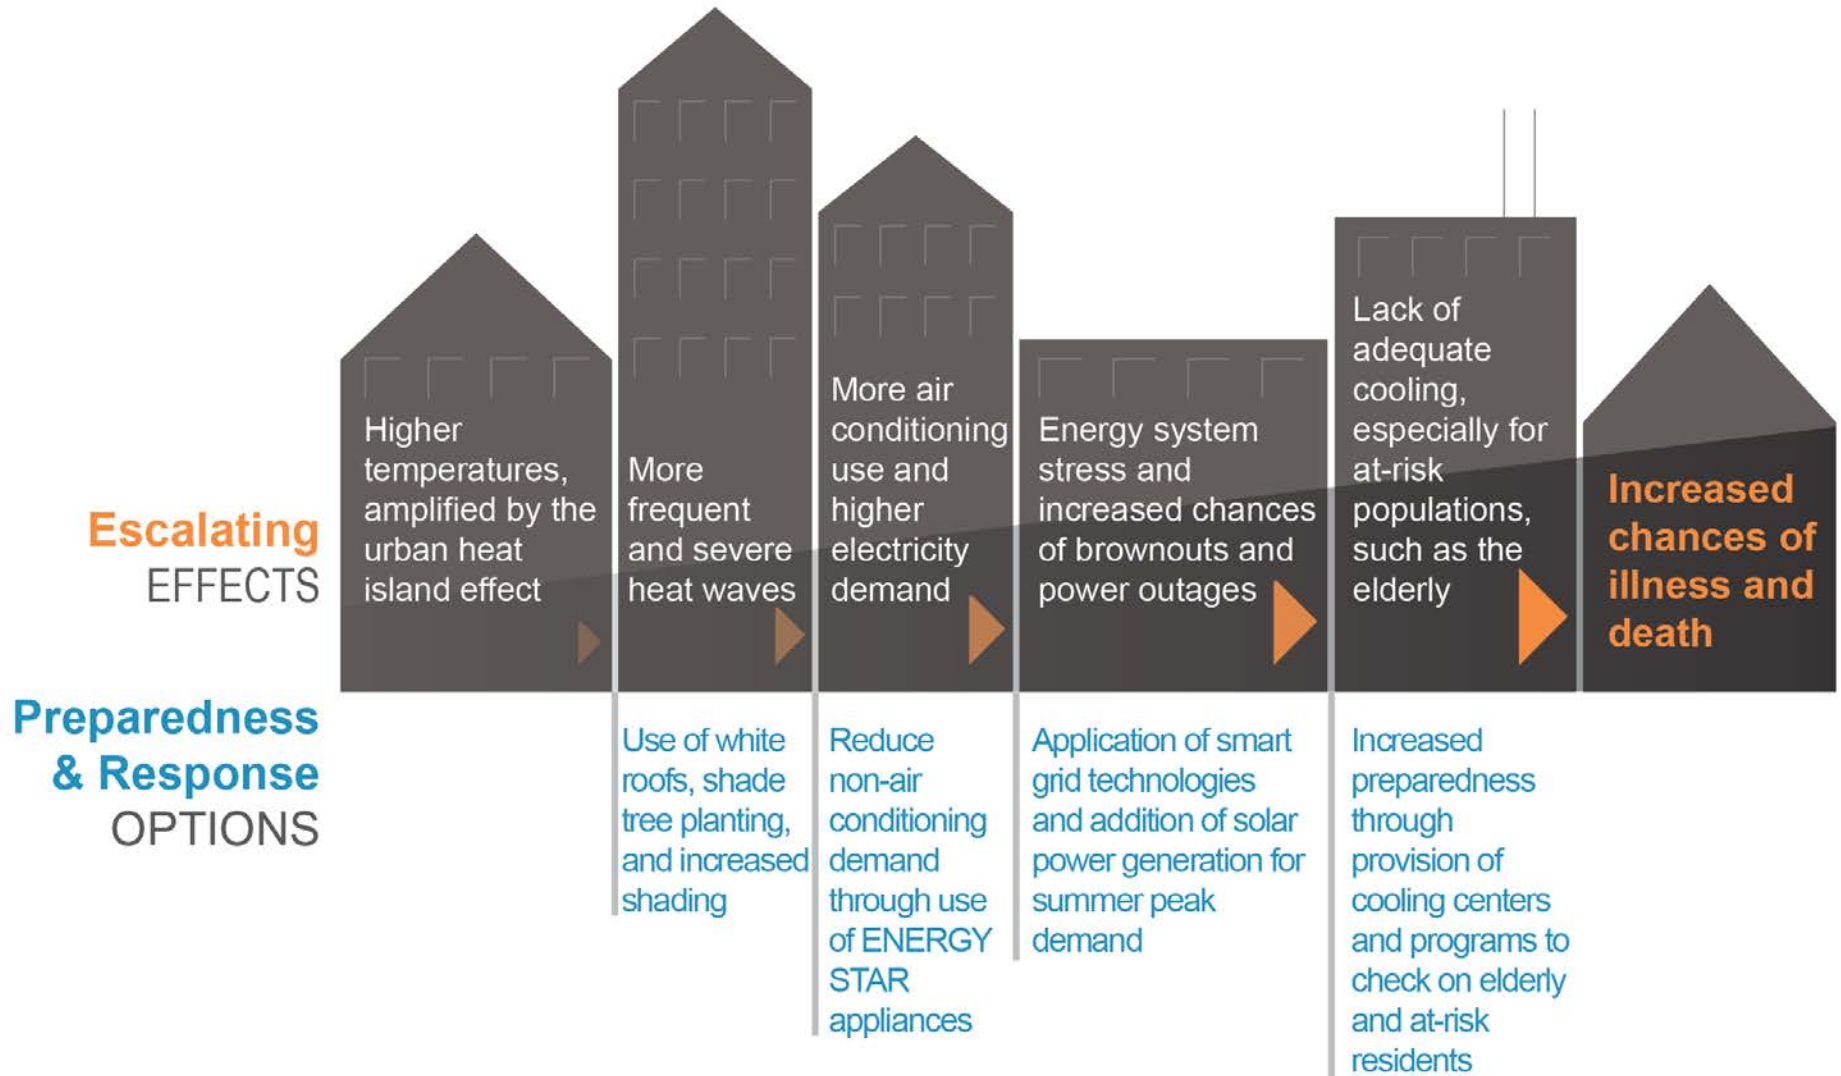 Escalating
EFFECTS
Higher
temperatures,
amplified by the
urban heat
island effect
More
frequent
and severe
heat waves
More air
conditioning
use and
higher
electricity
demand
Energy system
stress and
increased chances
of brownouts and
power outages
Lack of
adequate
cooling,
especially for
at-risk
populations,
such as the
elderly
Increased
chances of
illness and
death
Preparedness
& Response
OPTIONS
Use of white
roofs, shade
tree planting,
and increased
shading
Reduce
non-air
conditioning
demand
through use
of ENERGY
STAR
appliances
Application of smart
grid technologies
and addition of solar
power generation for
summer peak
demand
Increased
preparedness
through
provision of
cooling centers
and programs to
check on elderly
and at-risk
residents